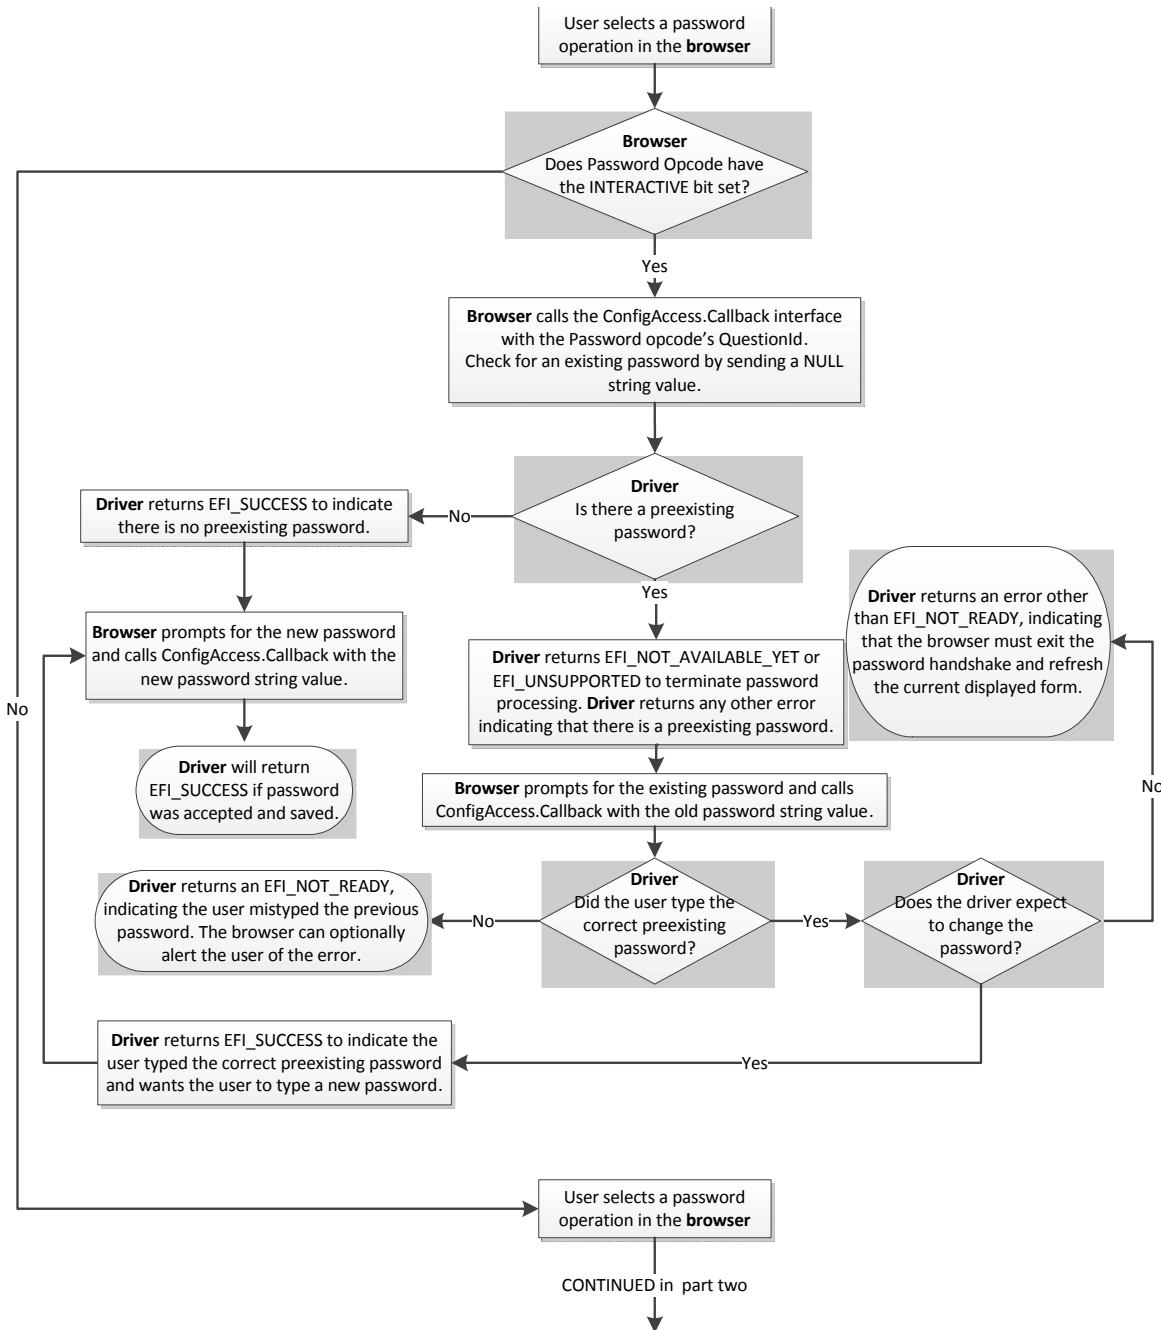 User selects a password
operation in the browser
Browser
Does Password Opcode have
the INTERACTIVE bit set?
Yes
Browser calls the ConfigAccess.Callback interface
with the Password opcode's QuestionId.
Check for an existing password by sending a NULL
string value.
Driver
Is there a preexisting
password?
No
Driver returns EFI_SUCCESS to indicate
there is no preexisting password.
Yes
Driver returns an error other
than EFI_NOT_READY, indicating
that the browser must exit the
password handshake and refresh
the current displayed form.
Browser prompts for the new password
and calls ConfigAccess.Callback with the
new password string value.
Driver returns EFI_NOT_AVAILABLE_YET or
EFI_UNSUPPORTED to terminate password
processing. Driver returns any other error
indicating that there is a preexisting password.
No
Driver will return
EFI_SUCCESS if password
was accepted and saved.
Browser prompts for the existing password and calls
ConfigAccess.Callback with the old password string value.
No
Driver returns an EFI_NOT_READY,
indicating the user mistyped the previous
password. The browser can optionally
alert the user of the error.
No
Driver
Did the user type the
correct preexisting
password?
Yes
Driver
Does the driver expect
to change the
password?
Driver returns EFI_SUCCESS to indicate the
user typed the correct preexisting password
and wants the user to type a new password.
Yes
User selects a password
operation in the browser
CONTINUED in part two